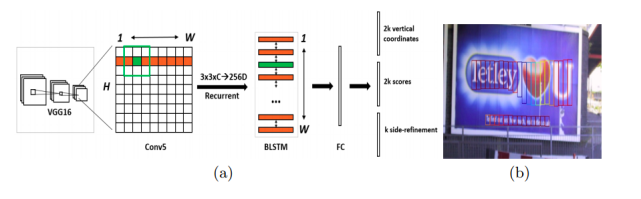 1
W
H
VGG16
Conv5
3x3xC→256D
Recurrent
1
...
W
BLSTM
FC
2k vertical
coordinates
2k scores
k side-refinement
Tetley
U
(a)
(b)